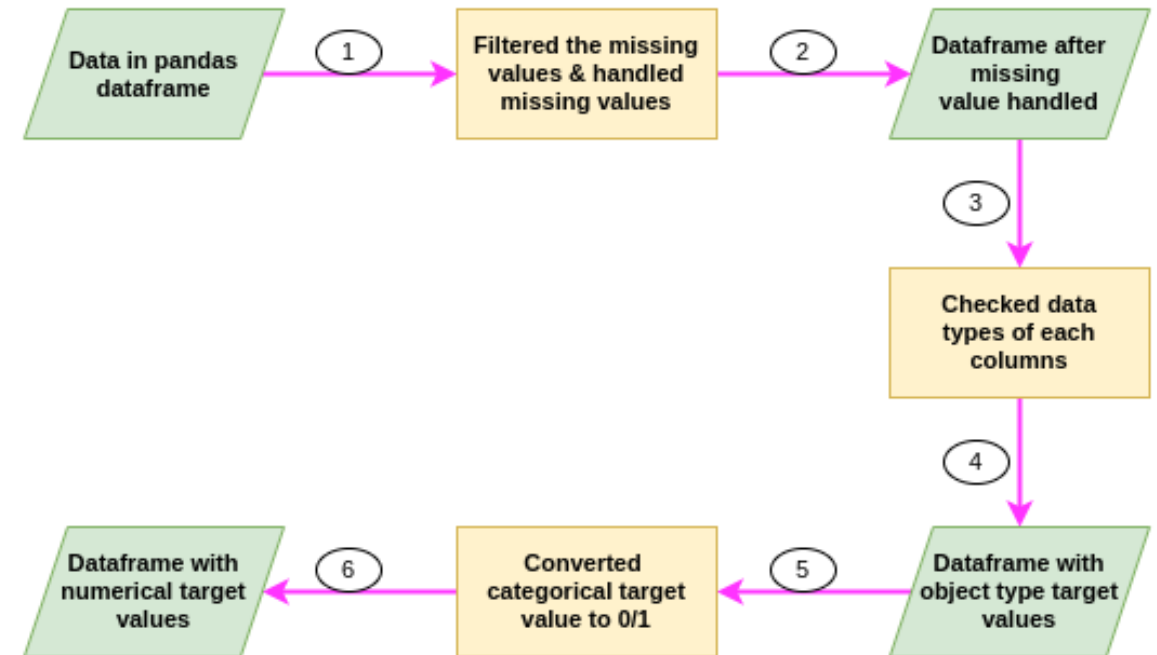 Data in pandas
dataframe
1
Filtered the missing
values & handled
missing values
2
Dataframe after
missing
value handled
3
Checked data
types of each
columns
4
Dataframe with
object type target
values
5
Converted
categorical target
value to 0/1
6
Dataframe with
numerical target
values